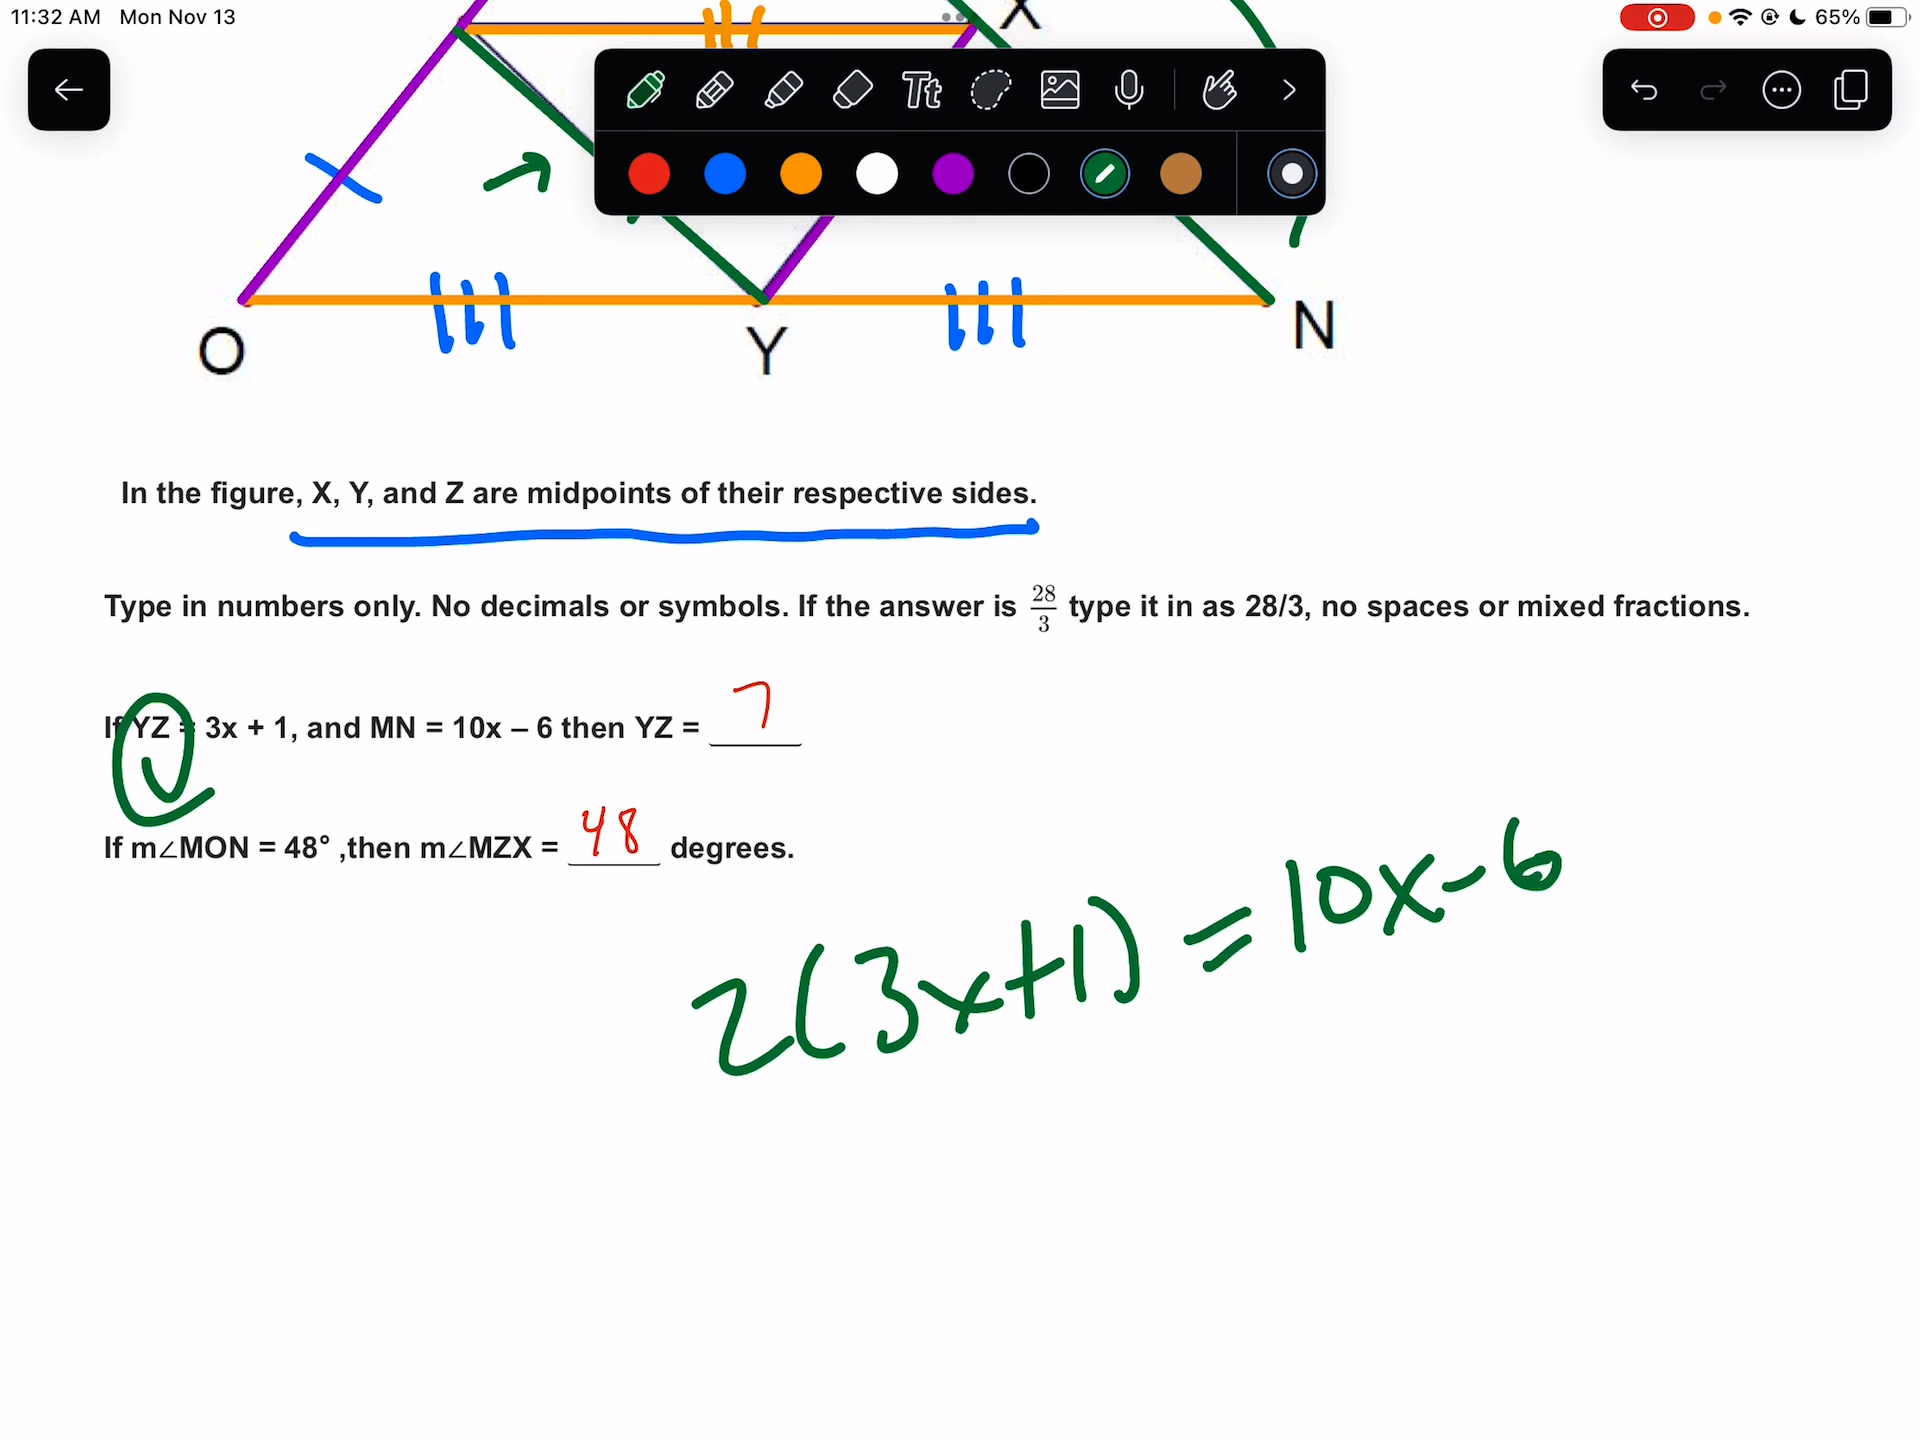 11:32 AM Mon Nov 13
65%
X
Tt
O
Y
N
In the figure, X, Y, and Z are midpoints of their respective sides.
Type in numbers only. No decimals or symbols. If the answer is 28/3 type it in as 28/3, no spaces or mixed fractions.
If YZ = 3x + 1, and MN = 10x – 6 then YZ = 7
If m∠MON = 48° ,then m∠MZX = 48 degrees.
2(3x+1) = 10x-6